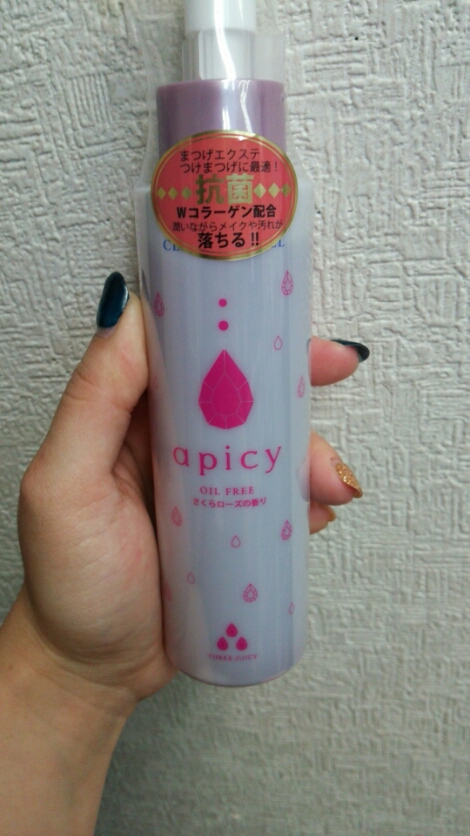 まつげエクステ
つけまつげに最適!
抗菌
Wコラーゲン配合
潤いながらメイクや汚れが
落ちる!!
apicy
OIL FREE
さくらローズの香り
THREE JUICY